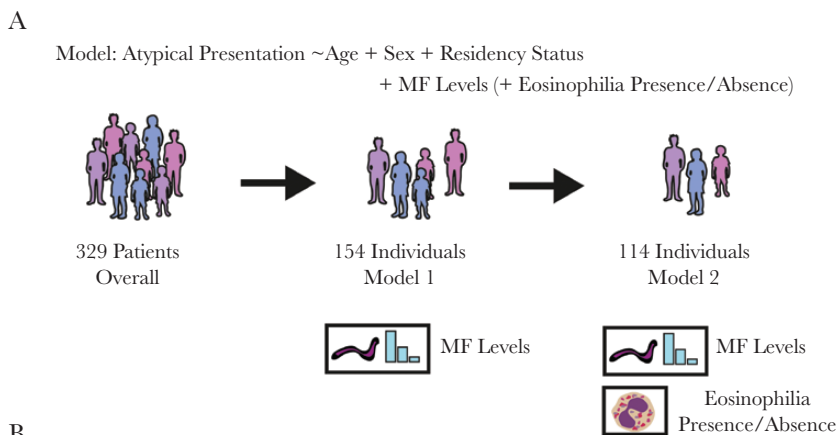 A
Model: Atypical Presentation ~Age + Sex + Residency Status
+ MF Levels (+ Eosinophilia Presence/Absence)
329 Patients
Overall
154 Individuals
Model 1
114 Individuals
Model 2
MF Levels
MF Levels
Eosinophilia
Presence/Absence
B